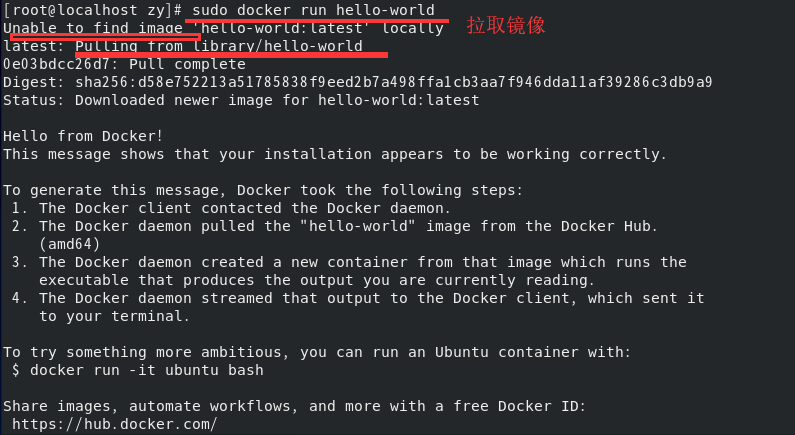 [root@localhost zy]# sudo docker run hello-world
Unable to find image 'hello-world:latest' locally
拉取镜像
latest: Pulling from library/hello-world
0e03bdcc26d7: Pull complete
Digest: sha256:d58e752213a51785838f9eed2b7a498ffa1cb3aa7f946dda11af39286c3db9a9
Status: Downloaded newer image for hello-world:latest
Hello from Docker!
This message shows that your installation appears to be working correctly.
To generate this message, Docker took the following steps:
1. The Docker client contacted the Docker daemon.
2. The Docker daemon pulled the "hello-world" image from the Docker Hub.
(amd64)
3. The Docker daemon created a new container from that image which runs the
executable that produces the output you are currently reading.
4. The Docker daemon streamed that output to the Docker client, which sent it
to your terminal.
To try something more ambitious, you can run an Ubuntu container with:
$ docker run -it ubuntu bash
Share images, automate workflows, and more with a free Docker ID:
https://hub.docker.com/